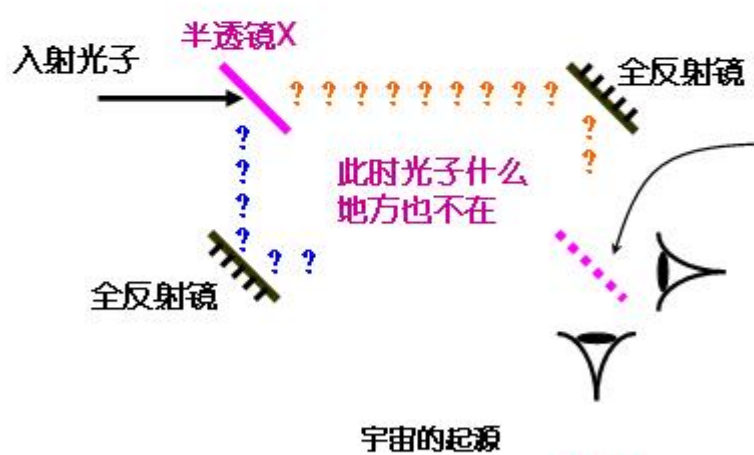 半透镜X
入射光子
全反射镜
? ? ? ? ? ? ? ? ?
?
?
?
?
?
?
? ?
此时光子什么
地方也不在
全反射镜
宇宙的起源